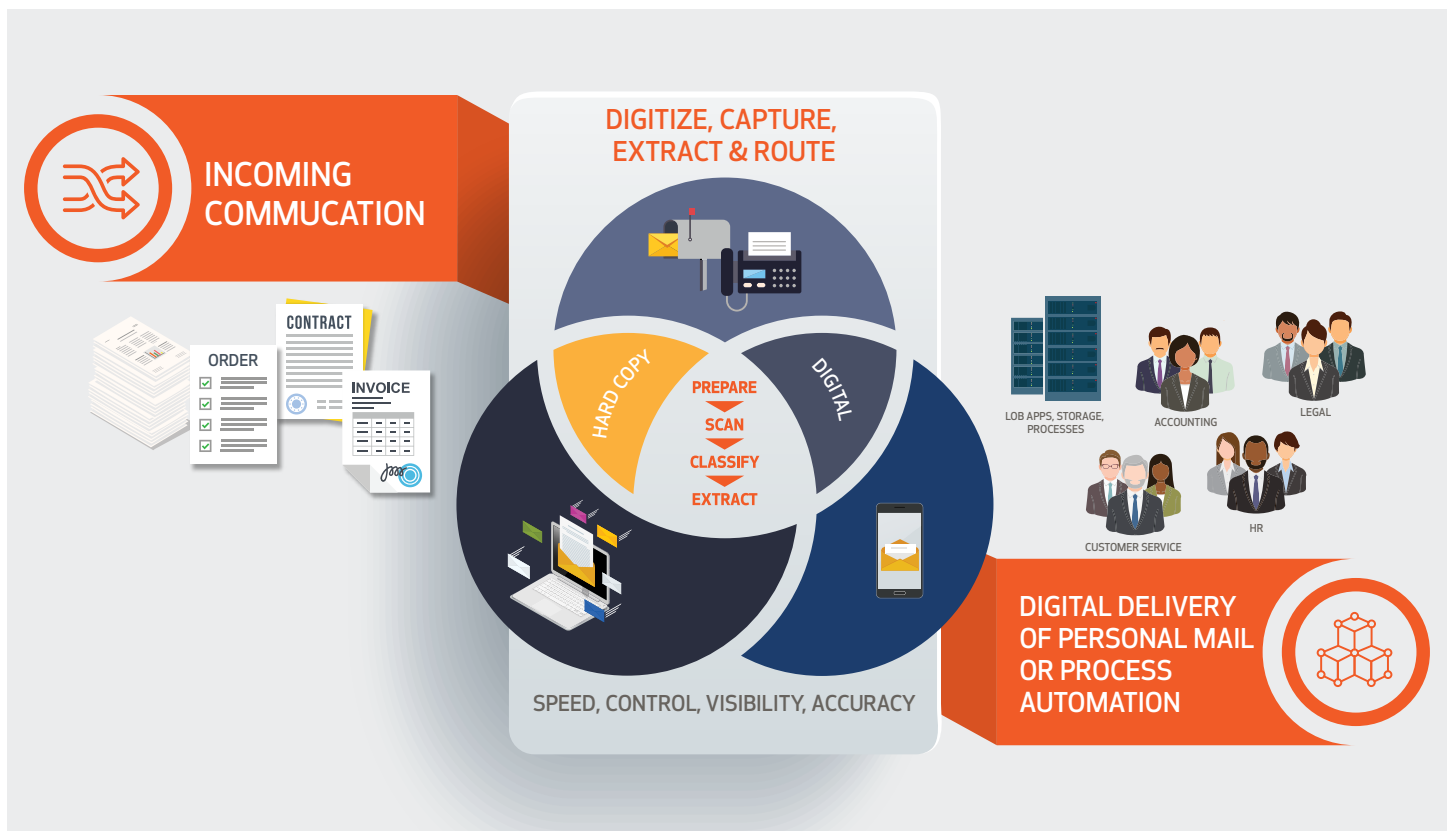 INCOMING
COMMUCATION
ORDER
CONTRACT
INVOICE
DIGITIZE, CAPTURE,
EXTRACT & ROUTE
HARD COPY
DIGITAL
PREPARE
SCAN
CLASSIFY
EXTRACT
SPEED, CONTROL, VISIBILITY, ACCURACY
LOB APPS, STORAGE,
PROCESSES
ACCOUNTING
LEGAL
CUSTOMER SERVICE
HR
DIGITAL DELIVERY
OF PERSONAL MAIL
OR PROCESS
AUTOMATION